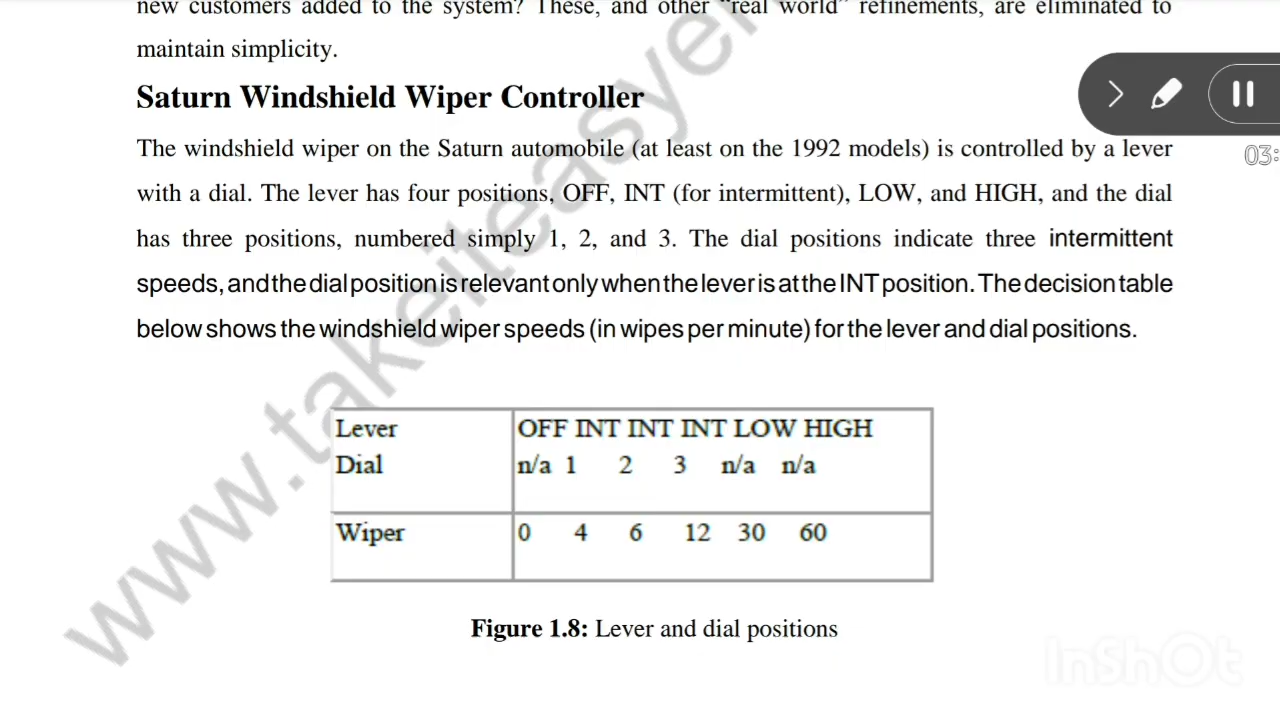 new customers added to the system? These, and other “real world” refinements, are eliminated to
maintain simplicity.
Saturn Windshield Wiper Controller
The windshield wiper on the Saturn automobile (at least on the 1992 models) is controlled by a lever
with a dial. The lever has four positions, OFF, INT (for intermittent), LOW, and HIGH, and the dial
has three positions, numbered simply 1, 2, and 3. The dial positions indicate three intermittent
speeds, and the dial position is relevant only when the lever is at the INT position. The decision table
below shows the windshield wiper speeds (in wipes per minute) for the lever and dial positions.
Lever OFF INT INT INT LOW HIGH
Dial n/a 1 2 3 n/a n/a
Wiper 0 4 6 12 30 60
Figure 1.8: Lever and dial positions
03:
www.takeiteasye
InShOt